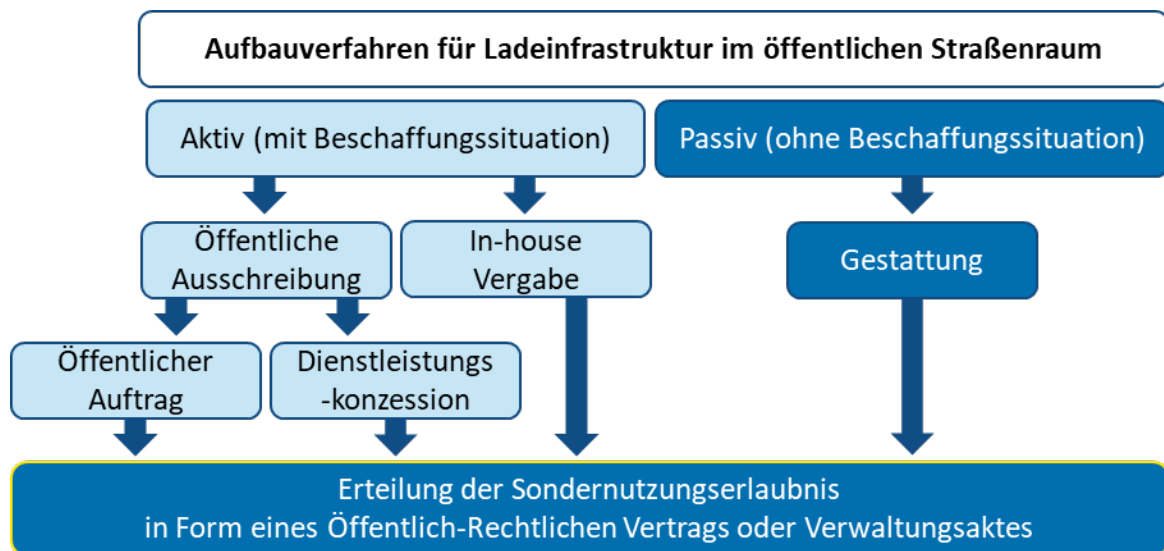 Aufbauverfahren für Ladeinfrastruktur im öffentlichen Straßenraum
Aktiv (mit Beschaffungssituation)
Passiv (ohne Beschaffungssituation)
Öffentliche
Ausschreibung
In-house
Vergabe
Gestattung
Öffentlicher
Auftrag
Dienstleistungs
-konzession
Erteilung der Sondernutzungserlaubnis
in Form eines Öffentlich-Rechtlichen Vertrags oder Verwaltungsaktes